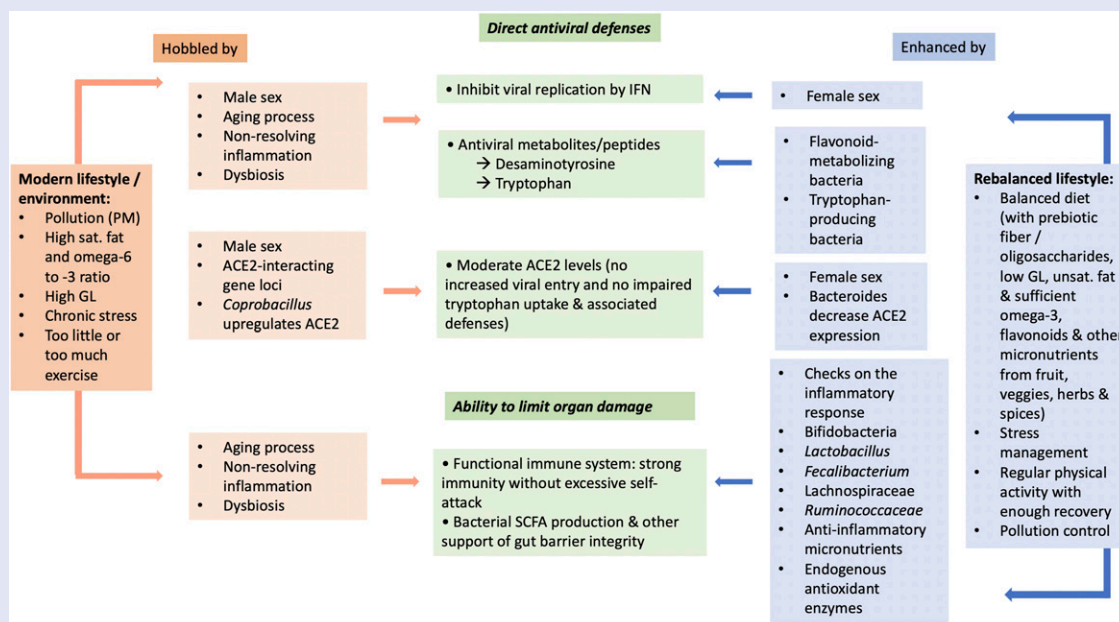 Direct antiviral defenses
Hobbled by
Enhanced by
Modern lifestyle /
environment:
• Pollution (PM)
• High sat. fat
and omega-6
to -3 ratio
• High GL
• Chronic stress
• Too little or
too much
exercise
• Male sex
• Aging process
• Non-resolving
inflammation
• Dysbiosis
• Inhibit viral replication by IFN
• Antiviral metabolites/peptides
→ Desaminotyrosine
→ Tryptophan
• Female sex
• Flavonoid-
metabolizing
bacteria
• Tryptophan-
producing
bacteria
• Male sex
• ACE2-interacting
gene loci
• Coprobacillus
upregulates ACE2
• Moderate ACE2 levels (no
increased viral entry and no impaired
tryptophan uptake & associated
defenses)
• Female sex
• Bacteroides
decrease ACE2
expression
Ability to limit organ damage
• Aging process
• Non-resolving
inflammation
• Dysbiosis
• Functional immune system: strong
immunity without excessive self-
attack
• Bacterial SCFA production & other
support of gut barrier integrity
• Checks on the
inflammatory
response
• Bifidobacteria
• Lactobacillus
• Fecalibacterium
• Lachnospiraceae
• Ruminococcaceae
• Anti-inflammatory
micronutrients
• Endogenous
antioxidant
enzymes
Rebalanced lifestyle:
• Balanced diet
(with prebiotic
fiber /
oligosaccharides,
low GL, unsat. fat
& sufficient
omega-3,
flavonoids & other
micronutrients
from fruit,
veggies, herbs &
spices)
• Stress
management
• Regular physical
activity with
enough recovery
• Pollution control